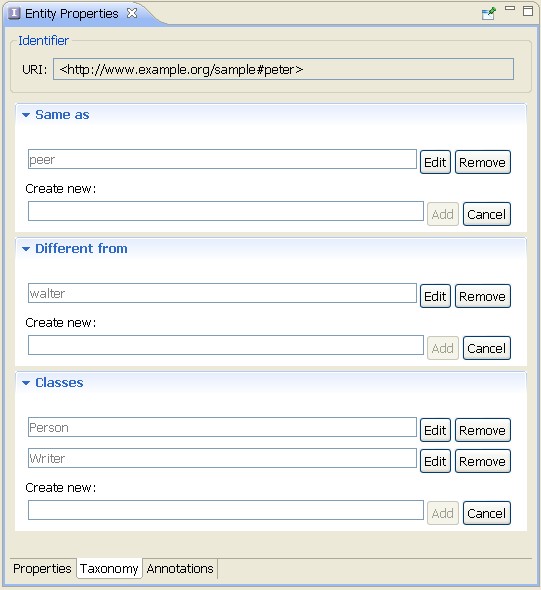 Entity Properties
Identifier
URI: <http://www.example.org/sample#peter>
Same as
peer Edit Remove
Create new:
Add Cancel
Different from
walter Edit Remove
Create new:
Add Cancel
Classes
Person Edit Remove
Writer Edit Remove
Create new:
Add Cancel
Properties Taxonomy Annotations